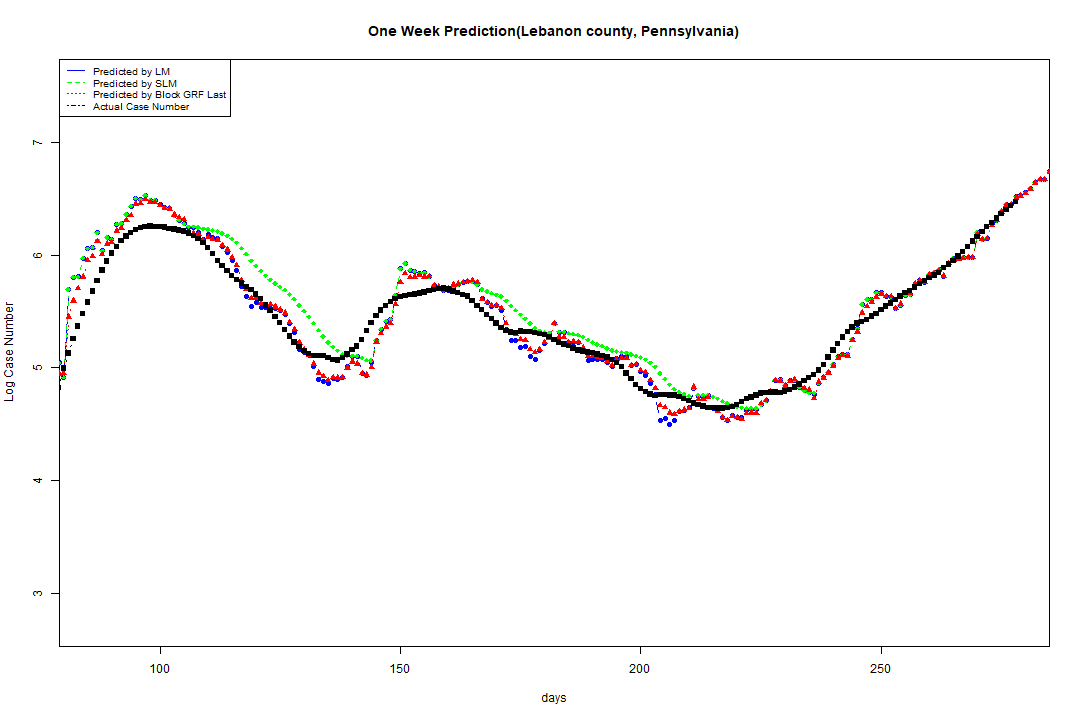 One Week Prediction(Lebanon county, Pennsylvania)
Predicted by LM
Predicted by SLM
Predicted by Block GRF Last
Actual Case Number
7
6
5
4
3
Log Case Number
100 150 200 250
days